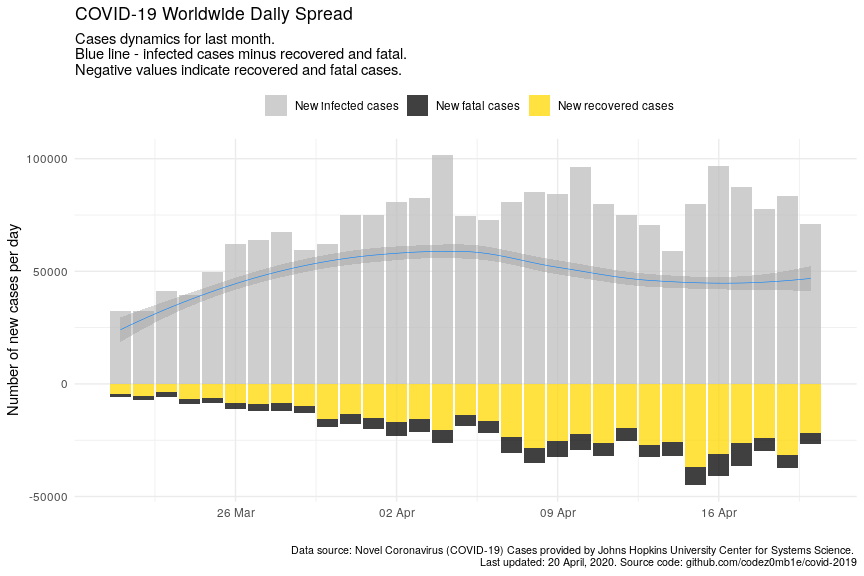 COVID-19 Worldwide Daily Spread
Cases dynamics for last month.
Blue line - infected cases minus recovered and fatal.
Negative values indicate recovered and fatal cases.
New infected cases New fatal cases New recovered cases
Number of new cases per day
100000
50000
0
-50000
26 Mar 02 Apr 09 Apr 16 Apr
Data source: Novel Coronavirus (COVID-19) Cases provided by Johns Hopkins University Center for Systems Science.
Last updated: 20 April, 2020. Source code: github.com/codez0mb1e/covid-2019